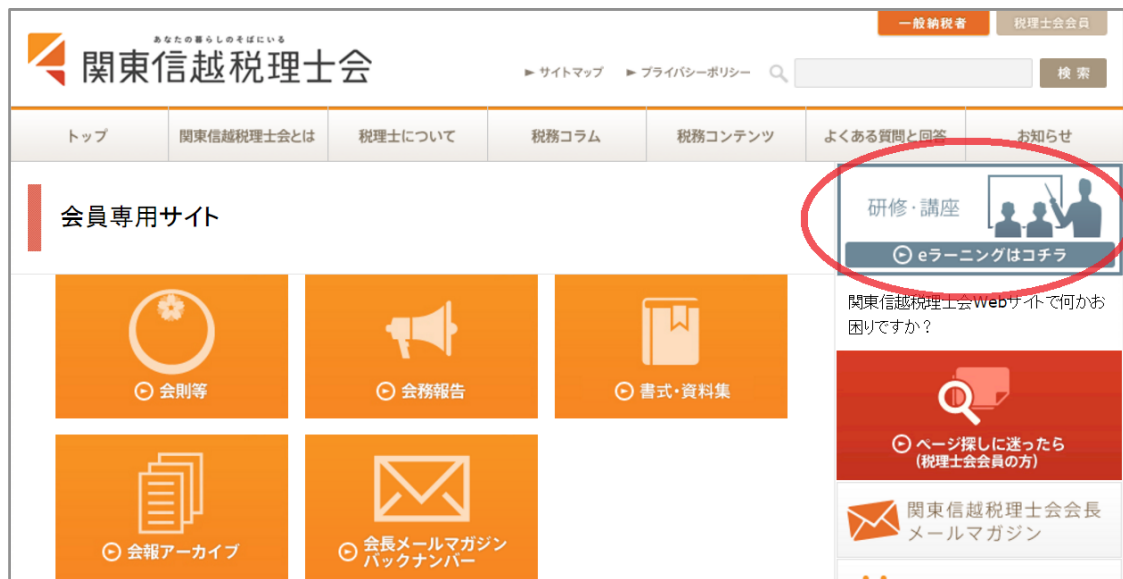 一般納税者
税理士会会員
あなたの暮らしのそばにいる
関東信越税理士会
サイトマップ
プライバシーポリシー
検索
トップ
関東信越税理士会とは
税理士について
税務コラム
税務コンテンツ
よくある質問と回答
お知らせ
会員専用サイト
研修・講座
eラーニングはコチラ
会則等
会務報告
書式・資料集
関東信越税理士会Webサイトで何かお
困りですか？
ページ探しに迷ったら
(税理士会会員の方)
会報アーカイブ
会長メールマガジン
バックナンバー
関東信越税理士会会長
メールマガジン